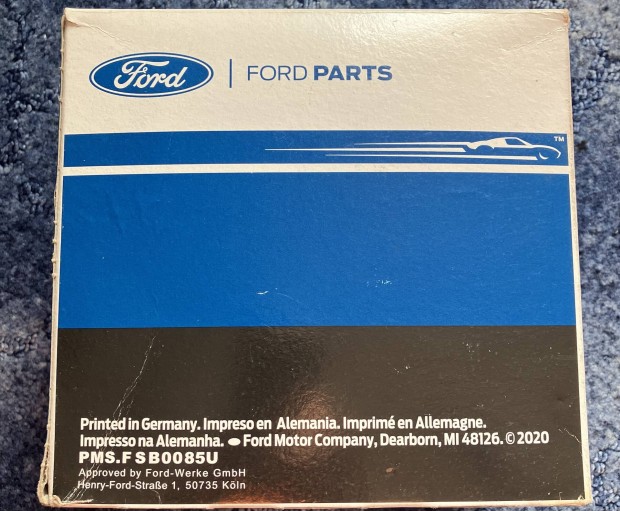 Ford | FORD PARTS
TM
Printed in Germany. Impreso en Alemania. Imprimé en Allemagne.
Impresso na Alemanha. Ford Motor Company, Dearborn, MI 48126. © 2020
PMS.FSB0085U
Approved by Ford-Werke GmbH
Henry-Ford-Straße 1, 50735 Köln